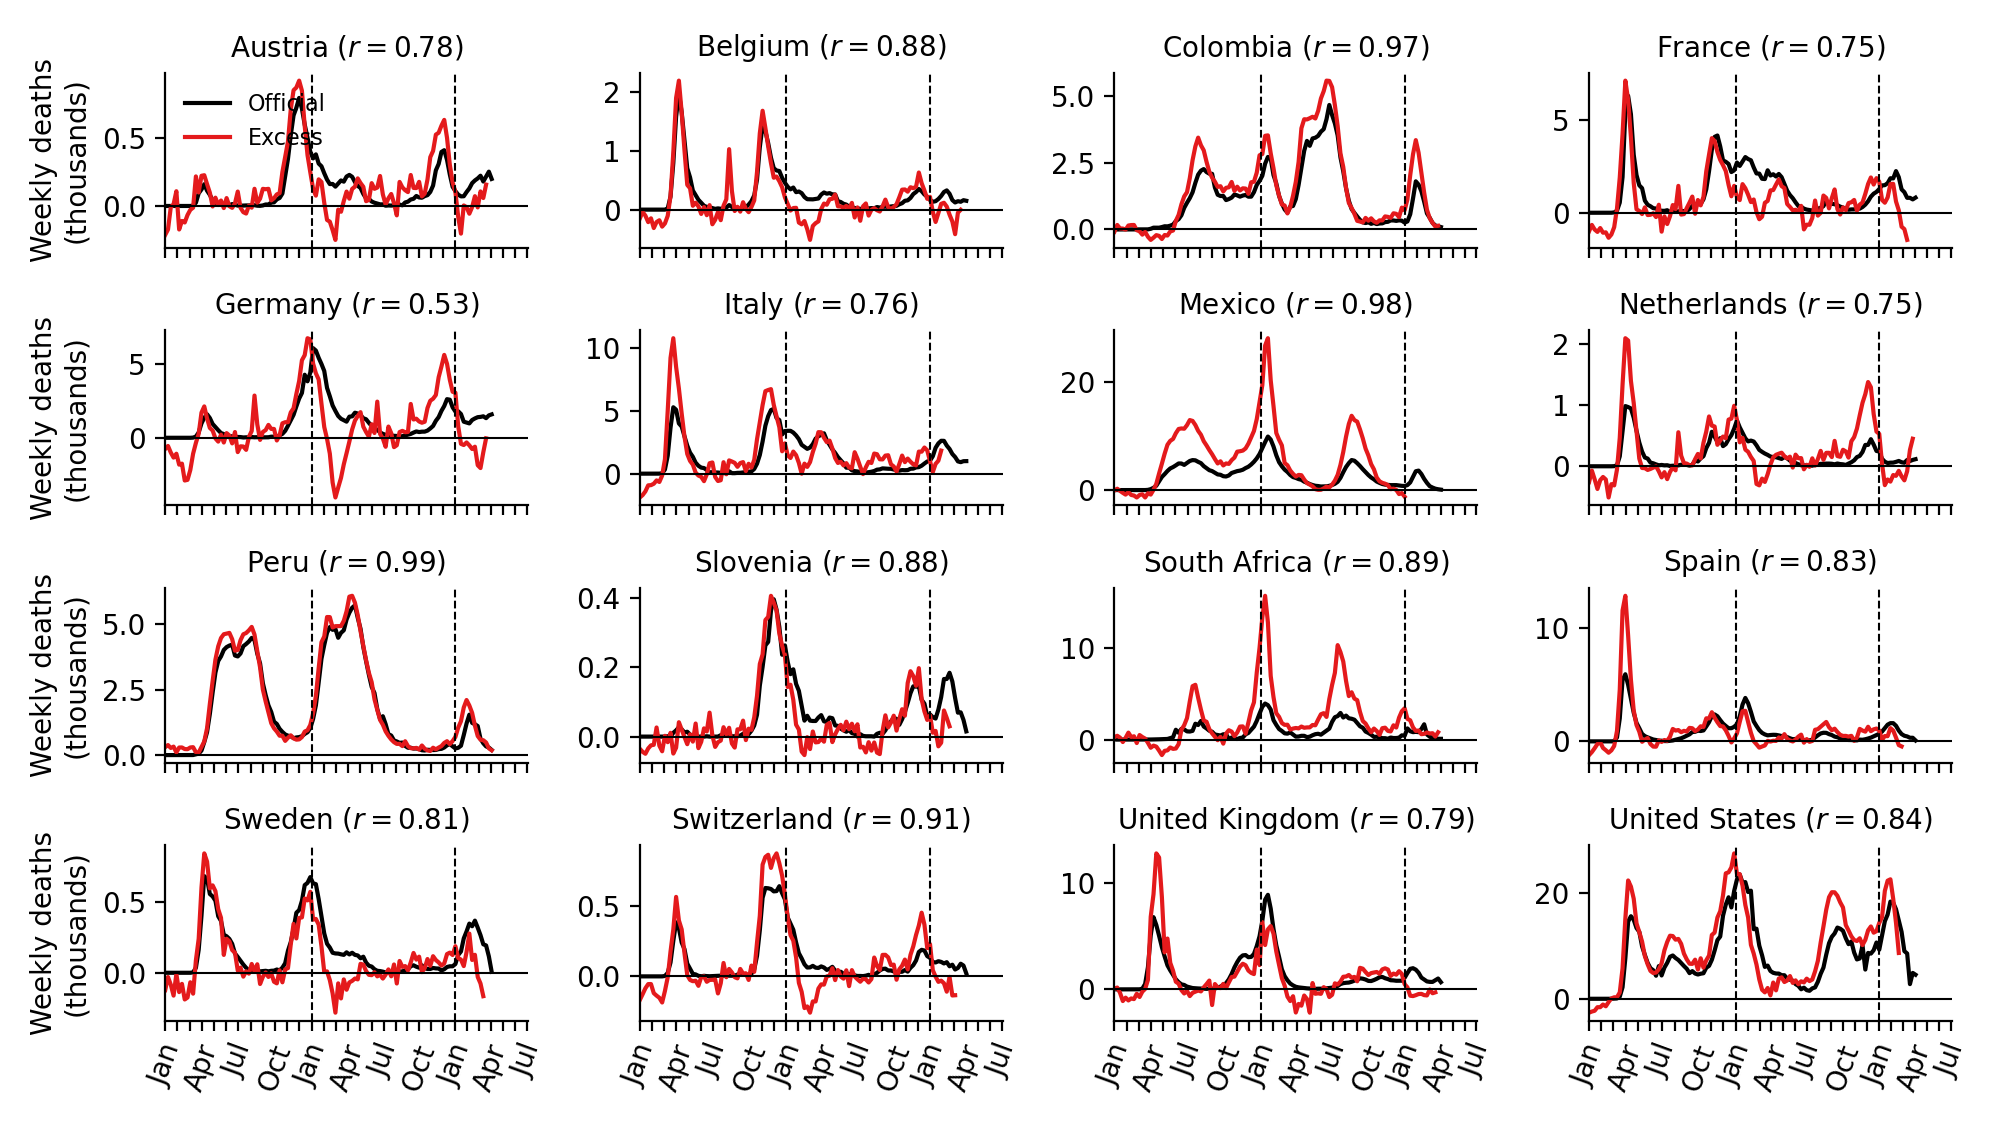 Austria (r = 0.78)
Belgium (r = 0.88)
Colombia (r = 0.97)
France (r = 0.75)
Weekly deaths
(thousands)
0.5
0.0
Official
Excess
2
1
0
5.0
2.5
0.0
5
0
Germany (r = 0.53)
Italy (r = 0.76)
Mexico (r = 0.98)
Netherlands (r = 0.75)
Weekly deaths
(thousands)
5
0
10
5
0
20
0
2
1
0
Peru (r = 0.99)
Slovenia (r = 0.88)
South Africa (r = 0.89)
Spain (r = 0.83)
Weekly deaths
(thousands)
5.0
2.5
0.0
0.4
0.2
0.0
10
0
10
0
Sweden (r = 0.81)
Switzerland (r = 0.91)
United Kingdom (r = 0.79)
United States (r = 0.84)
Weekly deaths
(thousands)
0.5
0.0
0.5
0.0
10
0
20
0
Jan Apr Jul Oct Jan Apr Jul Oct Jan Apr Jul
Jan Apr Jul Oct Jan Apr Jul Oct Jan Apr Jul
Jan Apr Jul Oct Jan Apr Jul Oct Jan Apr Jul
Jan Apr Jul Oct Jan Apr Jul Oct Jan Apr Jul